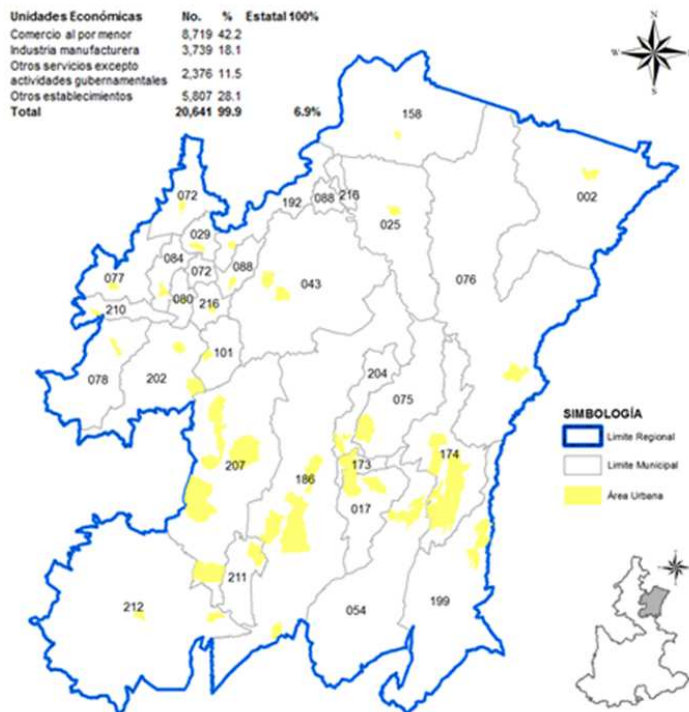 Unidades Económicas No. % Estatal 100%
Comercio al por menor 8,719 42.2
Industria manufacturera 3,739 18.1
Otros servicios excepto
actividades gubernamentales 2,376 11.5
Otros establecimientos 5,807 28.1
Total 20,641 99.9 6.9%
N
W
S
158
002
072
192
088
216
025
029
084
072
088
077
043
076
080
216
210
101
078
202
204
075
SIMBOLOGÍA
Limite Regional
Limite Municipal
Área Urbana
207
186
173
174
017
211
212
054
199